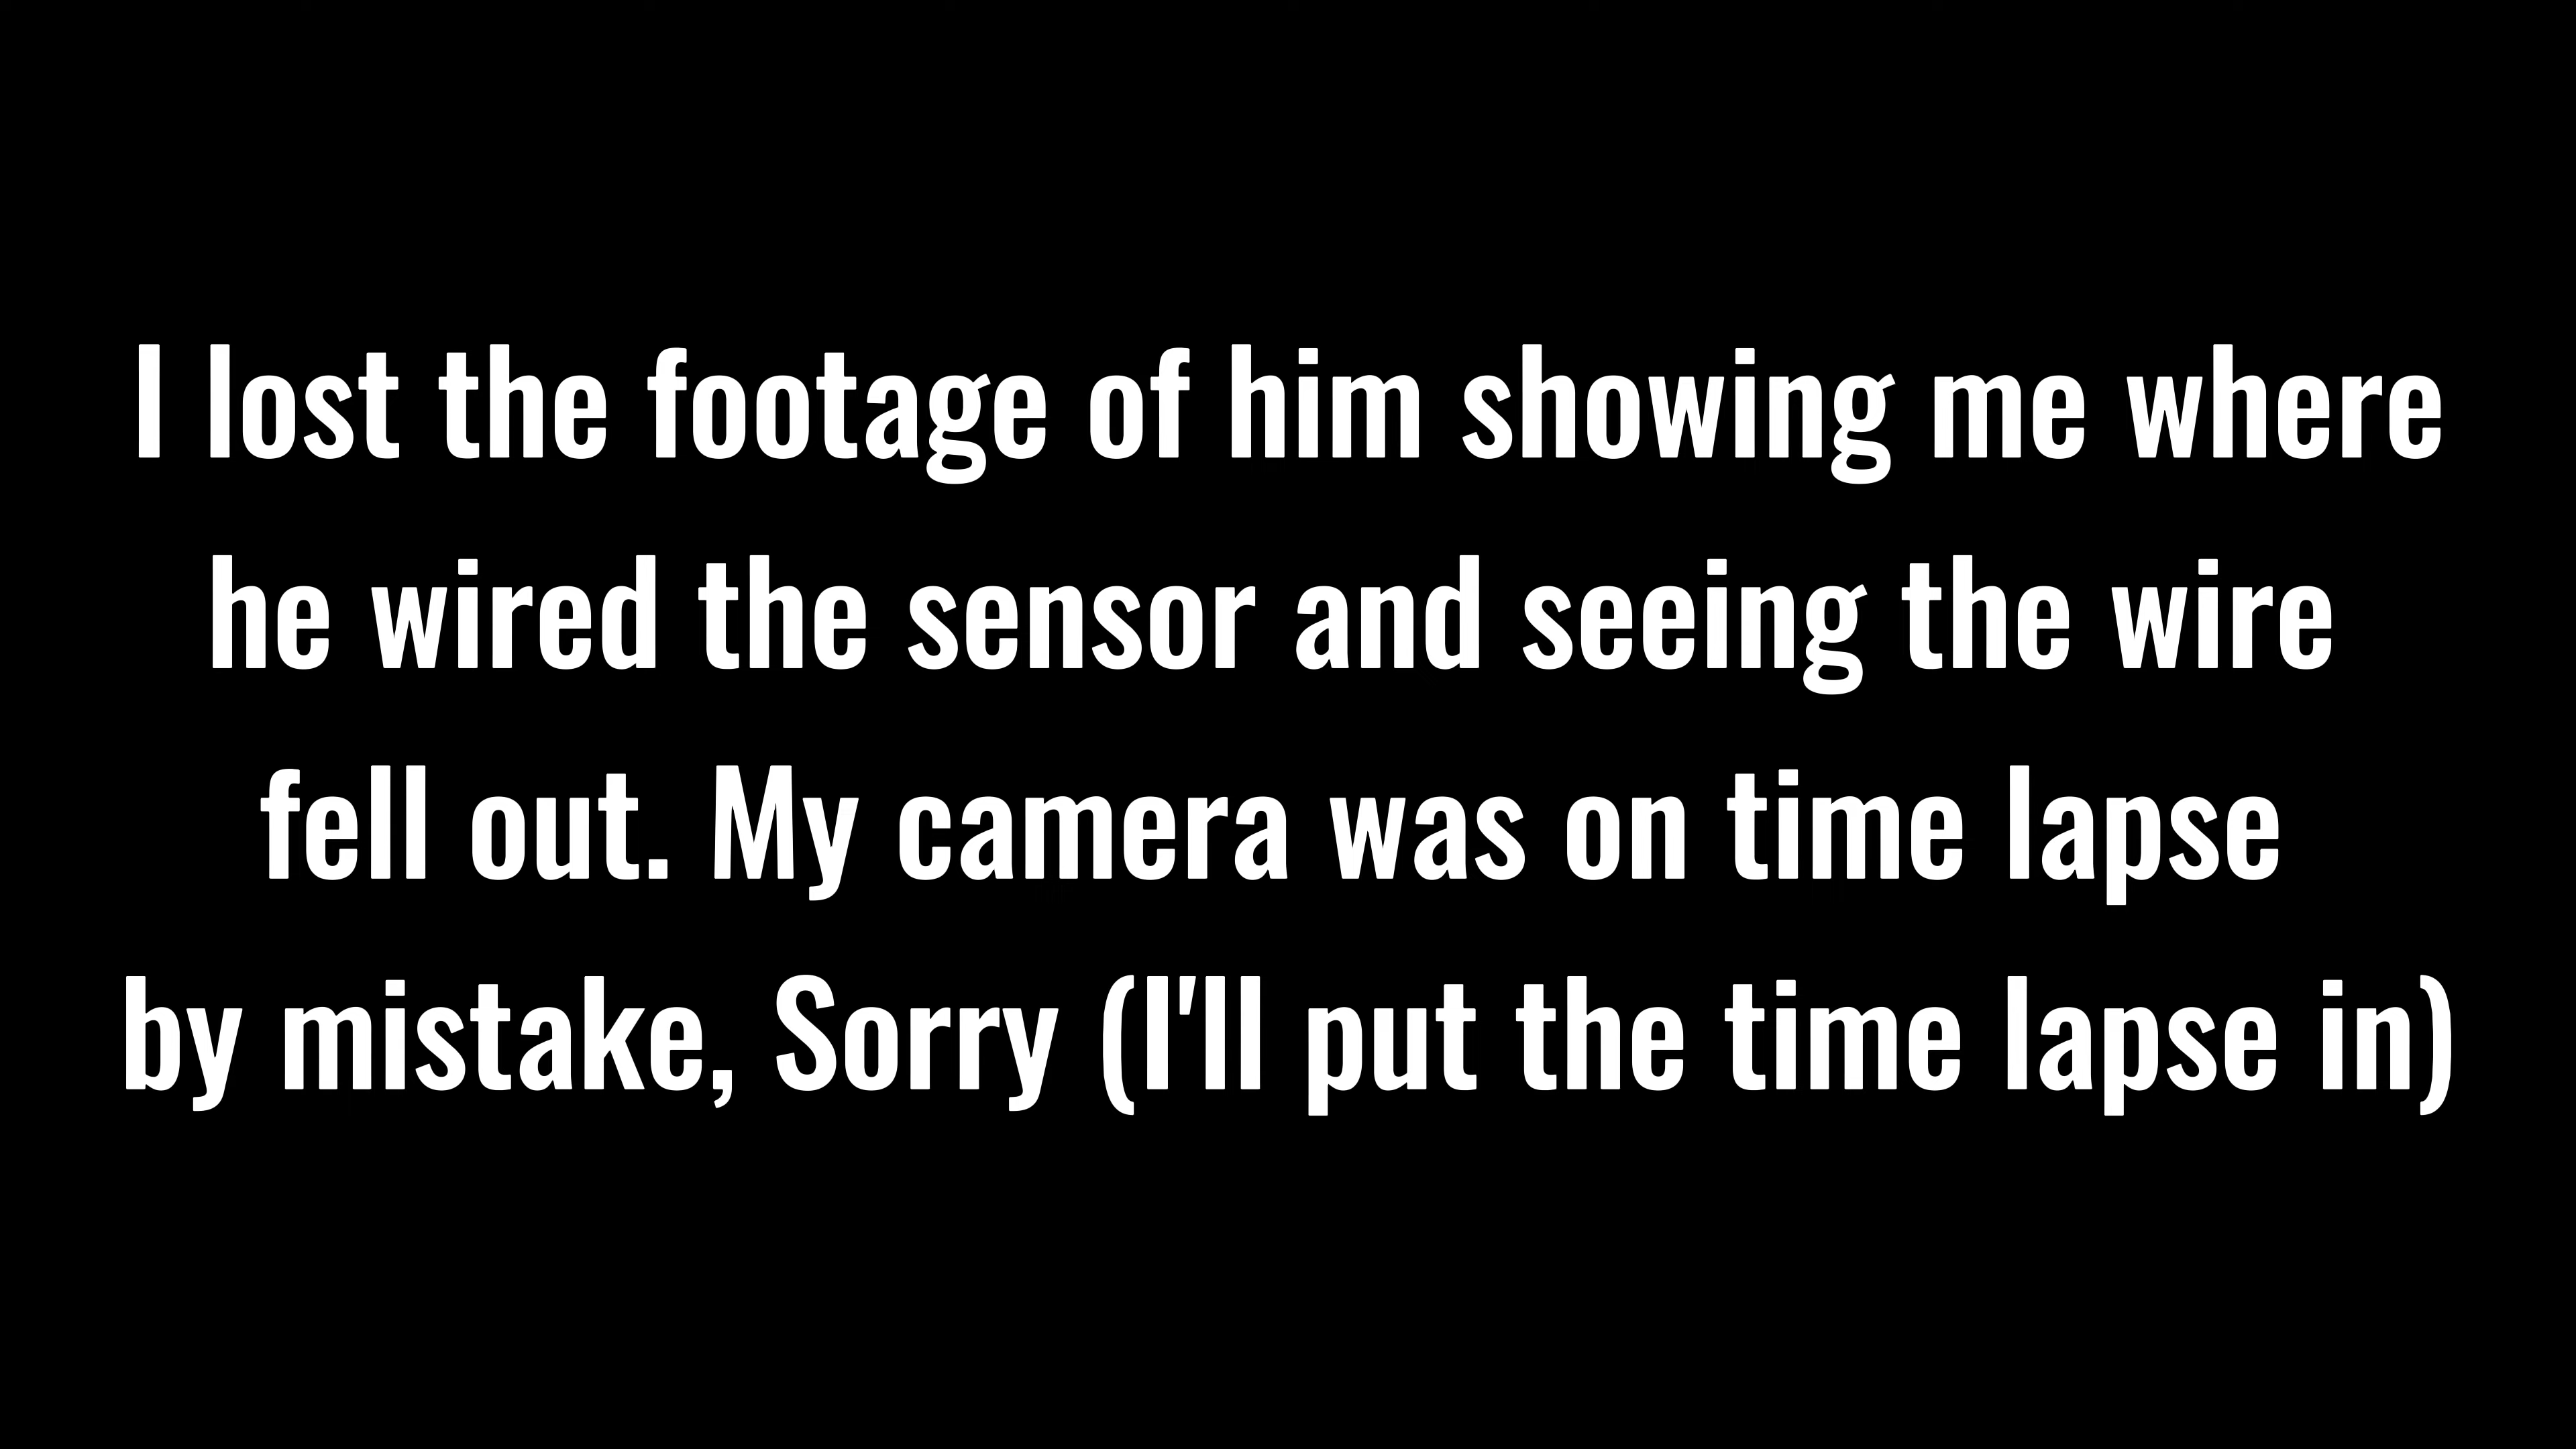 I lost the footage of him showing me where
he wired the sensor and seeing the wire
fell out. My camera was on time lapse
by mistake, Sorry (I'll put the time lapse in)